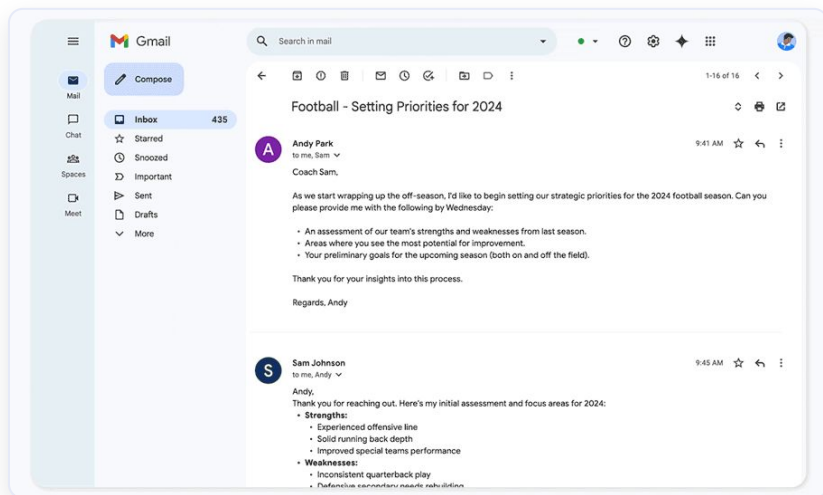 Gmail
Search in mail
Compose
Mail
Chat
Spaces
Meet
Inbox 435
Starred
Snoozed
Important
Sent
Drafts
More
1-16 of 16
Football - Setting Priorities for 2024
A
Andy Park
9:41 AM
to me, Sam
Coach Sam,
As we start wrapping up the off-season, I'd like to begin setting our strategic priorities for the 2024 football season. Can you
please provide me with the following by Wednesday:
• An assessment of our team's strengths and weaknesses from last season.
• Areas where you see the most potential for improvement.
• Your preliminary goals for the upcoming season (both on and off the field).
Thank you for your insights into this process.
Regards, Andy
S
Sam Johnson
9:45 AM
to me, Andy
Andy,
Thank you for reaching out. Here's my initial assessment and focus areas for 2024:
• Strengths:
• Experienced offensive line
• Solid running back depth
• Improved special teams performance
• Weaknesses:
• Inconsistent quarterback play
• Defensive secondary needs rebuilding